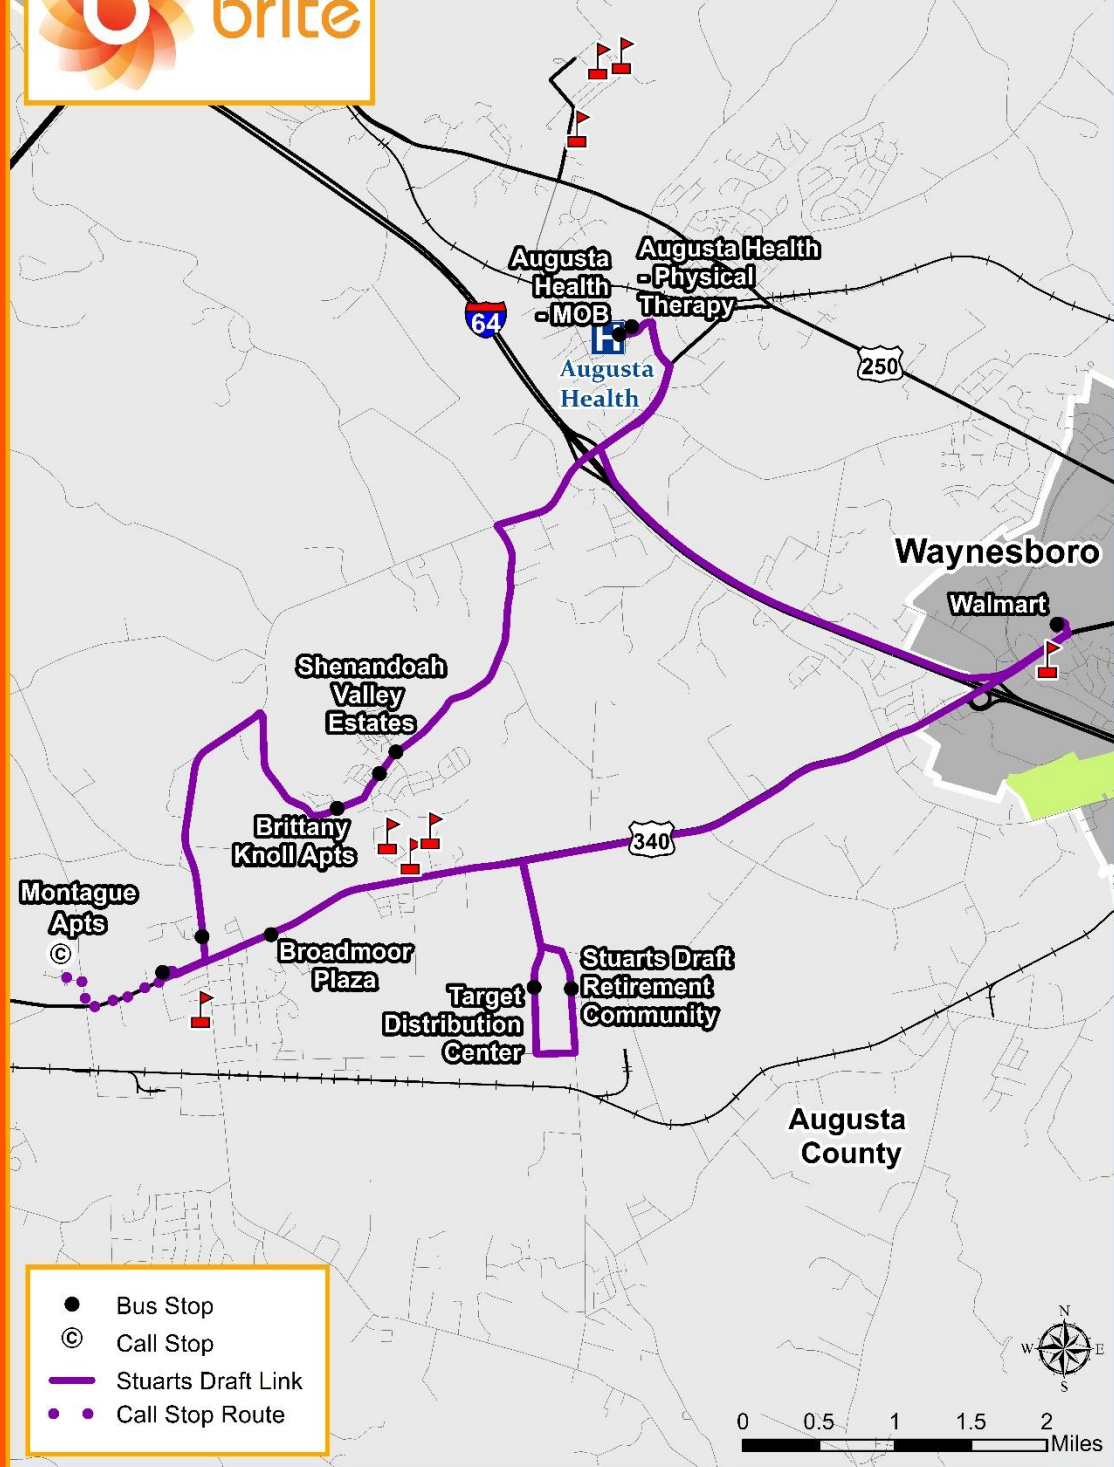 brite
Augusta
Health
- MOB
Augusta Health
- Physical
Therapy
64
H
Augusta
Health
250
Waynesboro
Walmart
Shenandoah
Valley
Estates
Brittany
Knoll Apts
340
Montague
Apts
©
Broadmoor
Plaza
Target
Distribution
Center
Stuarts Draft
Retirement
Community
Augusta
County
Bus Stop
© Call Stop
Stuarts Draft Link
Call Stop Route
N
W E
S
0 0.5 1 1.5 2
Miles